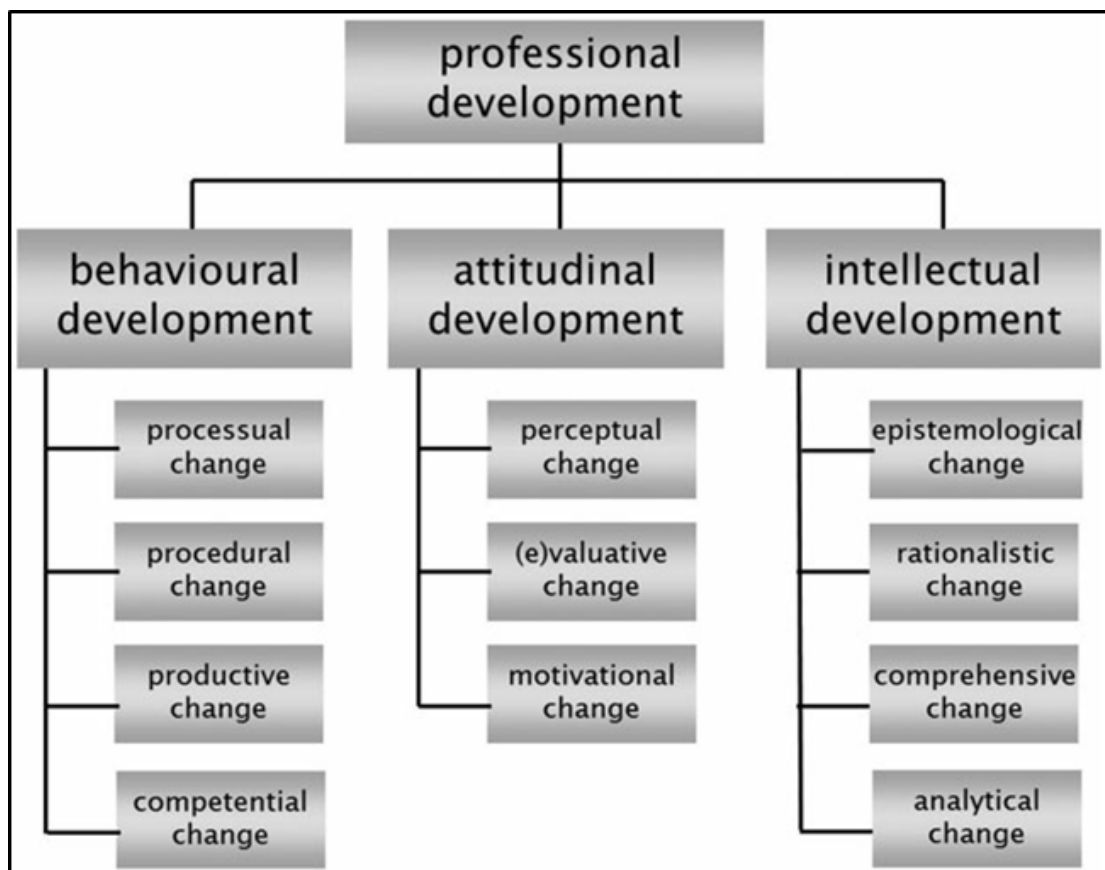 professional
development
behavioural
development
attitudinal
development
intellectual
development
processual
change
procedural
change
productive
change
competential
change
perceptual
change
(e)valuative
change
motivational
change
epistemological
change
rationalistic
change
comprehensive
change
analytical
change